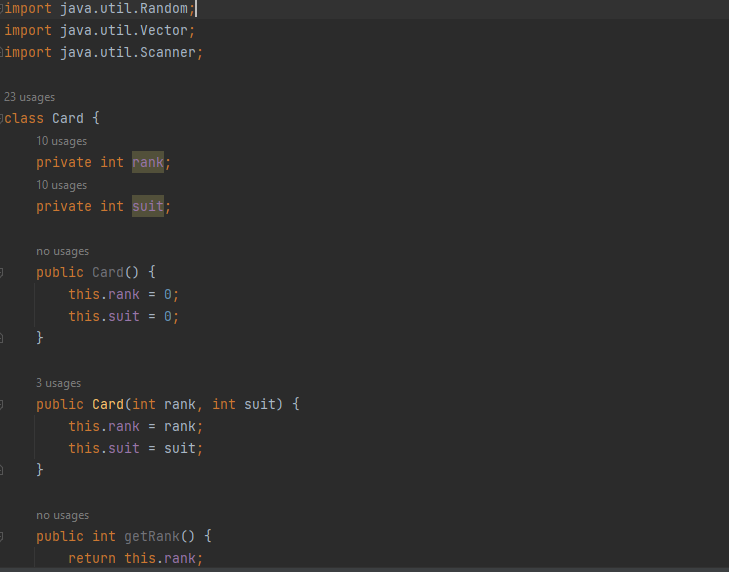 import java.util.Random;
import java.util.Vector;
import java.util.Scanner;
23 usages
class Card {
10 usages
private int rank;
10 usages
private int suit;
no usages
public Card() {
this.rank = 0;
this.suit = 0;
}
3 usages
public Card(int rank, int suit) {
this.rank = rank;
this.suit = suit;
}
no usages
public int getRank() {
return this.rank;